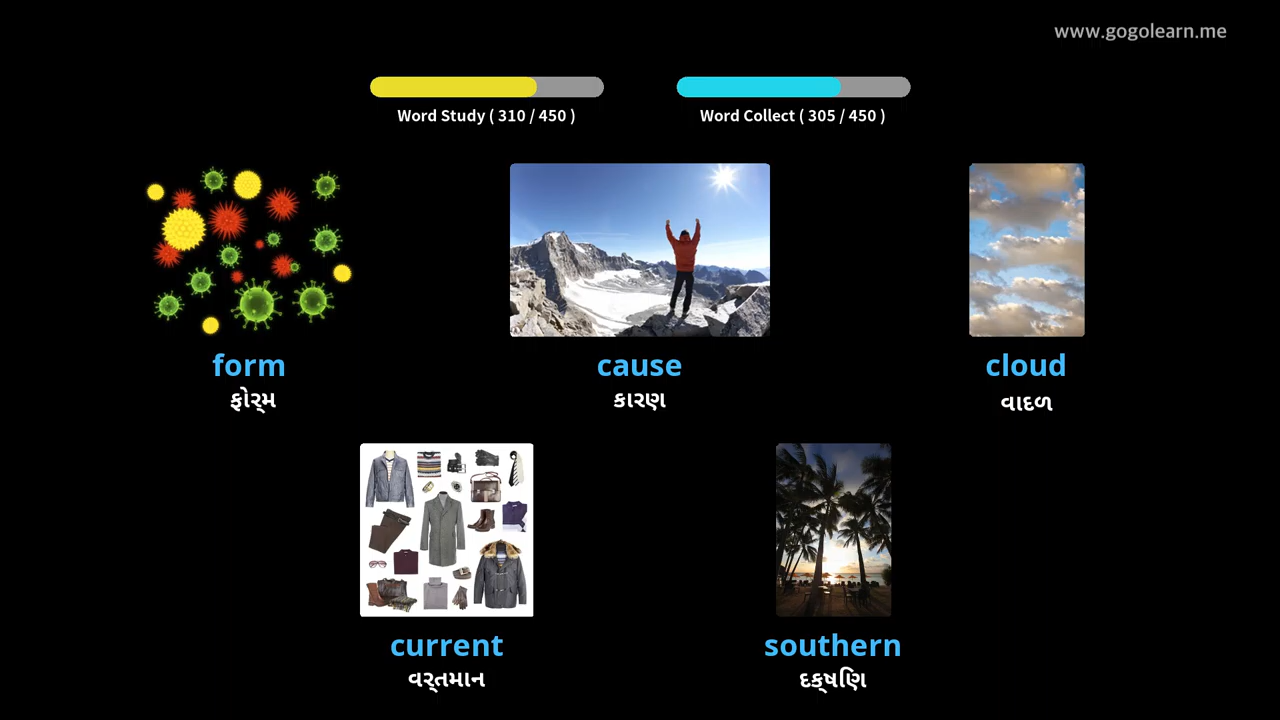 www.gogolearn.me
Word Study ( 310 / 450 )
Word Collect ( 305 / 450 )
form
ફોર્મ
cause
કારણ
cloud
વાદળ
current
વર્તમાન
southern
દક્ષણિ